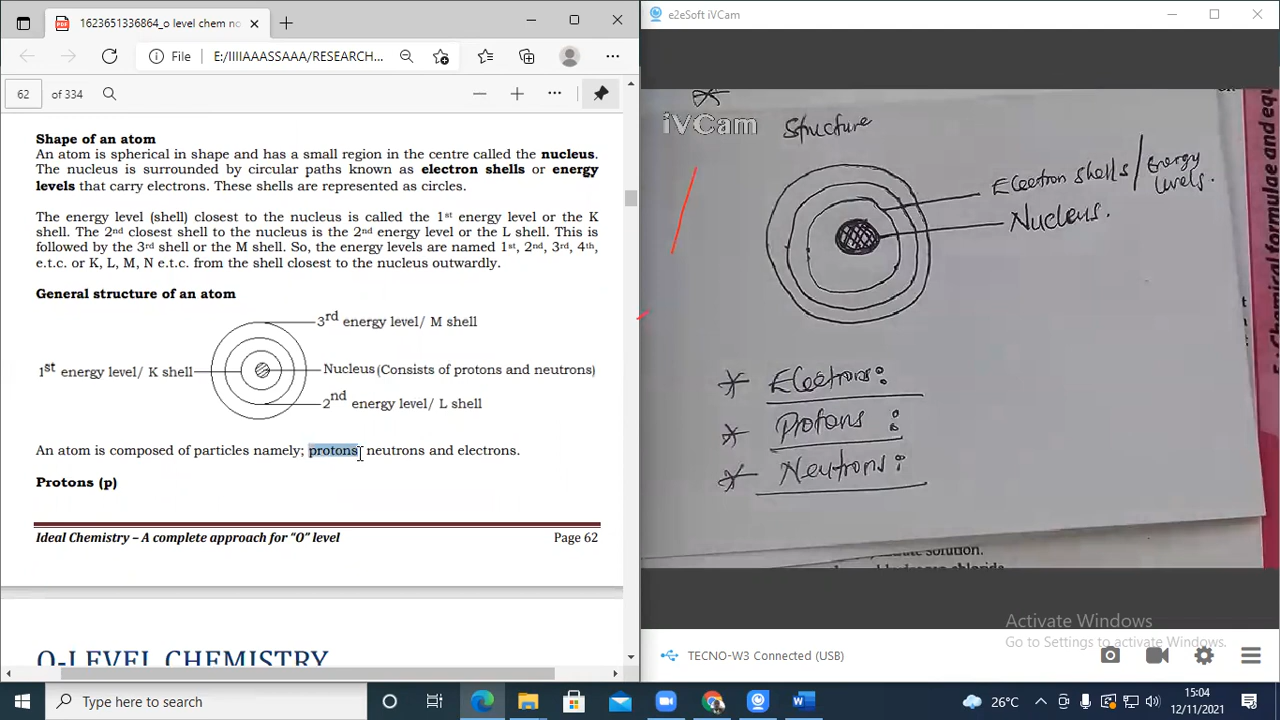 1623651336864_o level chem no
File
E:/IIIIAAASSAAA/RESEARCH...
62 of 334
Shape of an atom
An atom is spherical in shape and has a small region in the centre called the nucleus.
The nucleus is surrounded by circular paths known as electron shells or energy
levels that carry electrons. These shells are represented as circles.
The energy level (shell) closest to the nucleus is called the 1st energy level or the K
shell. The 2nd closest shell to the nucleus is the 2nd energy level or the L shell. This is
followed by the 3rd shell or the M shell. So, the energy levels are named 1st, 2nd, 3rd, 4th,
e.t.c. or K, L, M, N e.t.c. from the shell closest to the nucleus outwardly.
General structure of an atom
3rd energy level/ M shell
1st energy level/ K shell
Nucleus (Consists of protons and neutrons)
2nd energy level/ L shell
An atom is composed of particles namely; protons, neutrons and electrons.
Protons (p)
Ideal Chemistry – A complete approach for "O" level
Page 62
O-LEVEL CHEMISTRY
e2eSoft iVCam
iVCam
Structure
Electron shells/Energy
levels.
Nucleus.
* Electrons:
* Protons :
* Neutrons:
solution.
chloride
Chemical formulae and equ
Activate Windows
Go to Settings to activate Windows.
TECNO-W3 Connected (USB)
Type here to search
26°C
15:04
12/11/2021